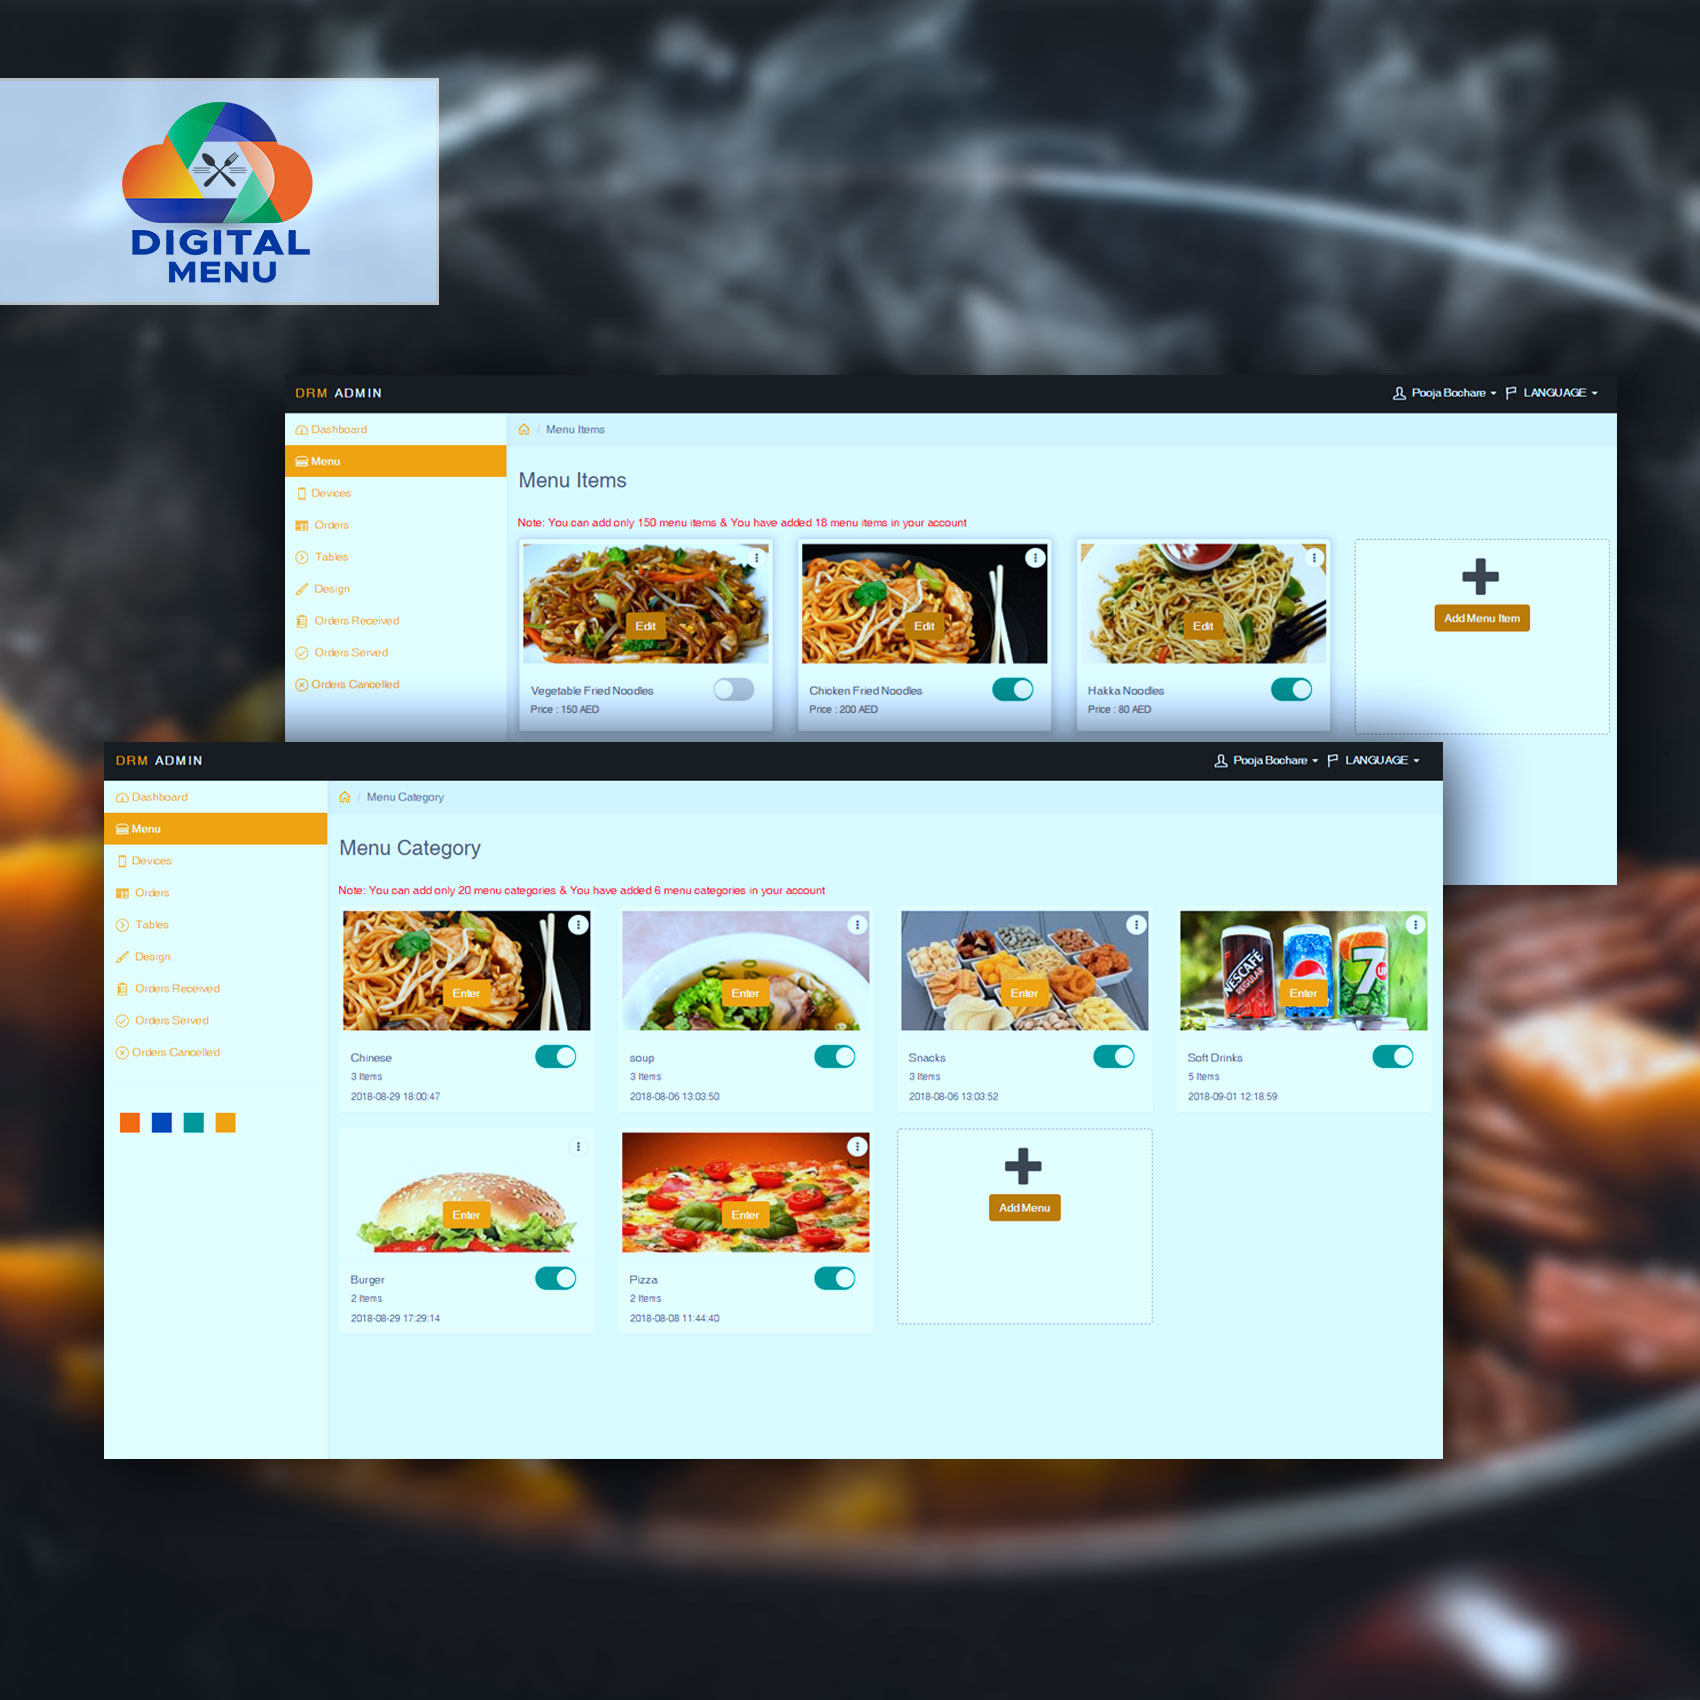 DIGITAL
MENU
DRM ADMIN
Pooja Bochare
LANGUAGE
Dashboard
Menu
Devices
Orders
Tables
Design
Orders Received
Orders Served
Orders Cancelled
/ Menu Items
Menu Items
Note: You can add only 150 menu items & You have added 18 menu items in your account
Edit
Vegetable Fried Noodles
Price : 150 AED
Edit
Chicken Fried Noodles
Price : 200 AED
Edit
Hakka Noodles
Price : 80 AED
Add Menu Item
DRM ADMIN
Pooja Bochare
LANGUAGE
Dashboard
Menu
Devices
Orders
Tables
Design
Orders Received
Orders Served
Orders Cancelled
/ Menu Category
Menu Category
Note: You can add only 20 menu categories & You have added 6 menu categories in your account
Enter
Chinese
3 Items
2018-08-29 18:00:47
Enter
soup
3 Items
2018-08-06 13:03:50
Enter
Snacks
3 Items
2018-08-06 13:03:52
NESCAFÉ
REGULAR
7
UP
Enter
Soft Drinks
5 Items
2018-09-01 12:18:59
Enter
Burger
2 Items
2018-08-29 17:29:14
Enter
Pizza
2 Items
2018-08-08 11:44:40
Add Menu